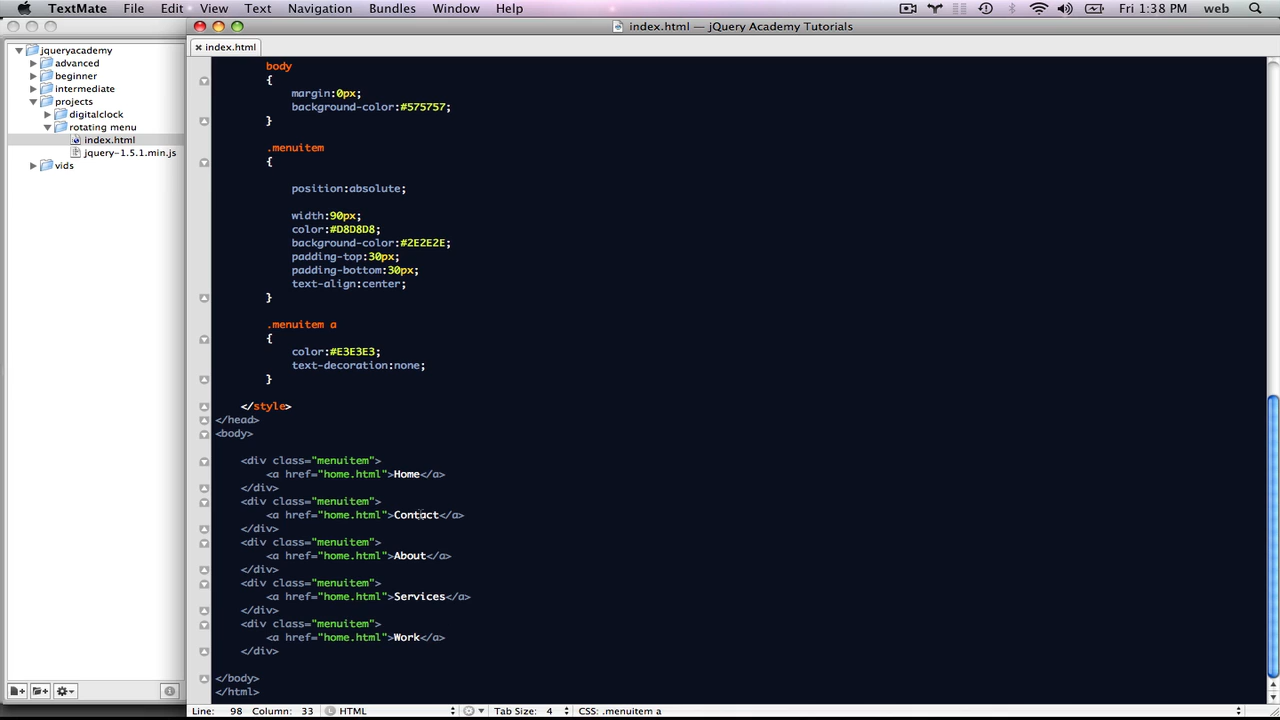 TextMate File Edit View Text Navigation Bundles Window Help Fri 1:38 PM web
index.html — jQuery Academy Tutorials
index.html
jqueryacademy
advanced
beginner
intermediate
projects
digitalclock
rotating menu
index.html
jquery-1.5.1.min.js
vids
body
{
margin:0px;
background-color:#575757;
}
.menuitem
{
position:absolute;
width:90px;
color:#D8D8D8;
background-color:#2E2E2E;
padding-top:30px;
padding-bottom:30px;
text-align:center;
}
.menuitem a
{
color:#E3E3E3;
text-decoration:none;
}
</style>
</head>
<body>
<div class="menuitem">
<a href="home.html">Home</a>
</div>
<div class="menuitem">
<a href="home.html">Contact</a>
</div>
<div class="menuitem">
<a href="home.html">About</a>
</div>
<div class="menuitem">
<a href="home.html">Services</a>
</div>
<div class="menuitem">
<a href="home.html">Work</a>
</div>
</body>
</html>
Line: 98 Column: 33 HTML Tab Size: 4 CSS: .menuitem a